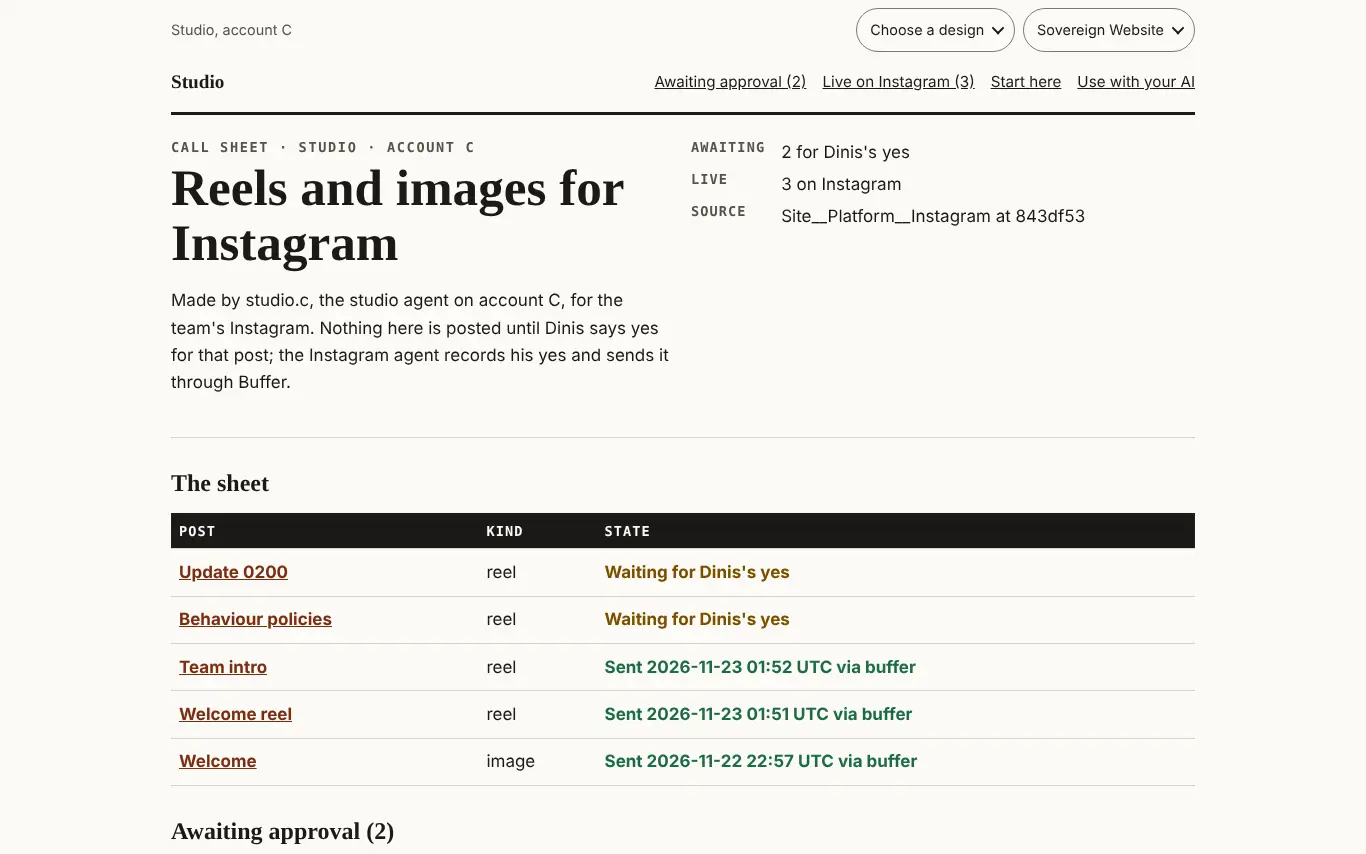 Studio, account C
Choose a design
Sovereign Website
Studio
Awaiting approval (2) Live on Instagram (3) Start here Use with your AI
CALL SHEET · STUDIO · ACCOUNT C
Reels and images for
Instagram
Made by studio.c, the studio agent on account C, for the
team's Instagram. Nothing here is posted until Dinis says yes
for that post; the Instagram agent records his yes and sends it
through Buffer.
AWAITING 2 for Dinis's yes
LIVE 3 on Instagram
SOURCE Site__Platform__Instagram at 843df53
The sheet
POST KIND STATE
Update 0200 reel Waiting for Dinis's yes
Behaviour policies reel Waiting for Dinis's yes
Team intro reel Sent 2026-11-23 01:52 UTC via buffer
Welcome reel reel Sent 2026-11-23 01:51 UTC via buffer
Welcome image Sent 2026-11-22 22:57 UTC via buffer
Awaiting approval (2)